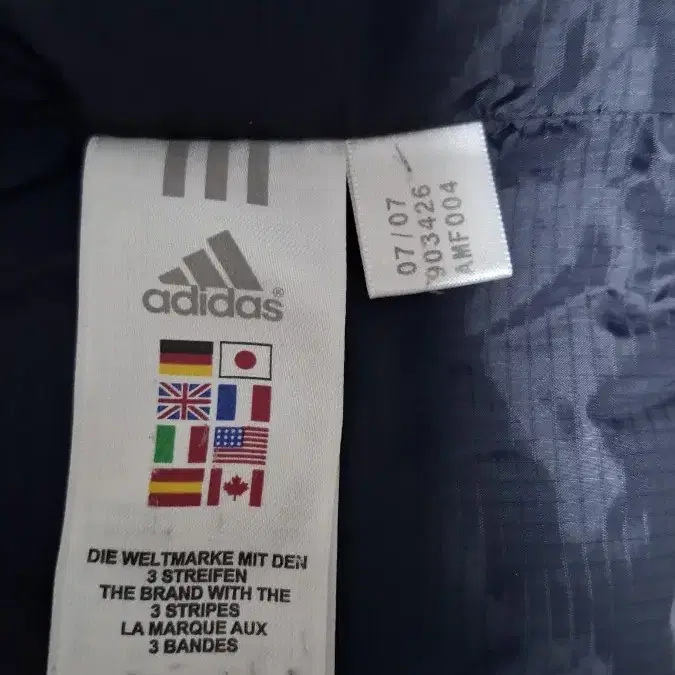 adidas®
DIE WELTMARKE MIT DEN
3 STREIFEN
THE BRAND WITH THE
3 STRIPES
LA MARQUE AUX
3 BANDES
07/07
903426
AMF004